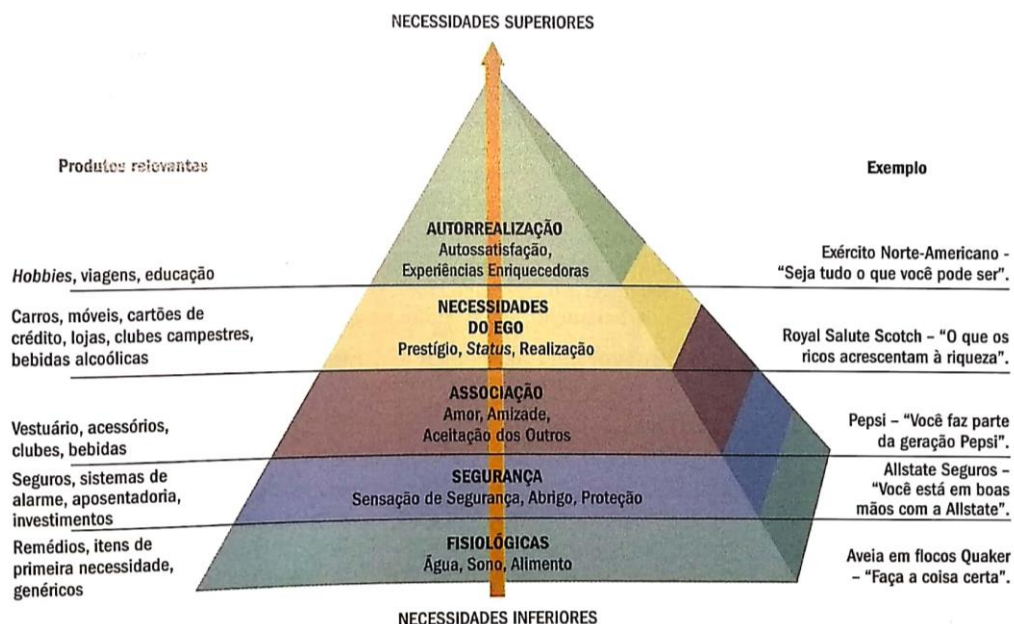 NECESSIDADES SUPERIORES
Produtos relevantes
Exemplo
AUTORREALIZAÇÃO
Autossatisfação,
Experiências Enriquecedoras
Hobbies, viagens, educação
Exército Norte-Americano -
“Seja tudo o que você pode ser”.
Carros, móveis, cartões de
crédito, lojas, clubes campestres,
bebidas alcoólicas
NECESSIDADES
DO EGO
Prestígio, Status, Realização
Royal Salute Scotch – “O que os
ricos acrescentam à riqueza”.
Vestuário, acessórios,
clubes, bebidas
ASSOCIAÇÃO
Amor, Amizade,
Aceitação dos Outros
Pepsi – “Você faz parte
da geração Pepsi”.
Seguros, sistemas de
alarme, aposentadoria,
investimentos
SEGURANÇA
Sensação de Segurança, Abrigo, Proteção
Allstate Seguros –
“Você está em boas
mãos com a Allstate”.
Remédios, itens de
primeira necessidade,
genéricos
FISIOLÓGICAS
Água, Sono, Alimento
Aveia em flocos Quaker
– “Faça a coisa certa”.
NECESSIDADES INFERIORES